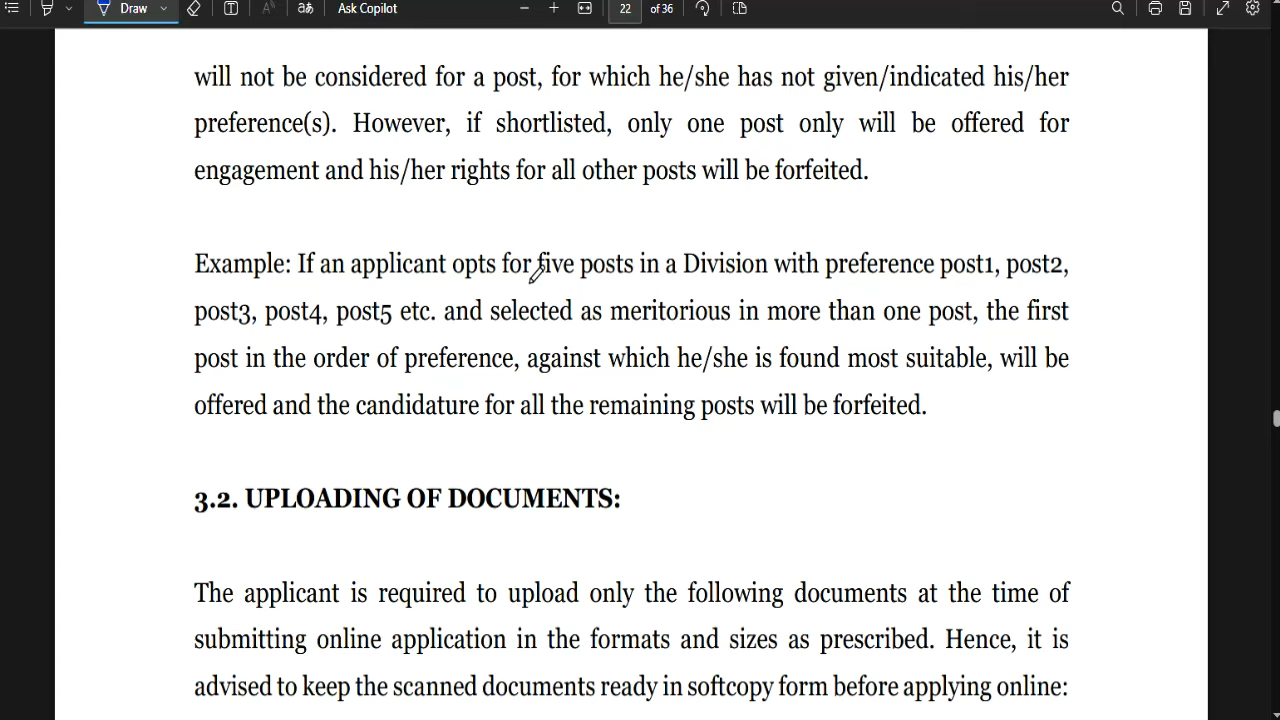 Draw
Ask Copilot
22
of 36
will not be considered for a post, for which he/she has not given/indicated his/her
preference(s). However, if shortlisted, only one post only will be offered for
engagement and his/her rights for all other posts will be forfeited.
Example: If an applicant opts for five posts in a Division with preference post1, post2,
post3, post4, post5 etc. and selected as meritorious in more than one post, the first
post in the order of preference, against which he/she is found most suitable, will be
offered and the candidature for all the remaining posts will be forfeited.
3.2. UPLOADING OF DOCUMENTS:
The applicant is required to upload only the following documents at the time of
submitting online application in the formats and sizes as prescribed. Hence, it is
advised to keep the scanned documents ready in softcopy form before applying online: